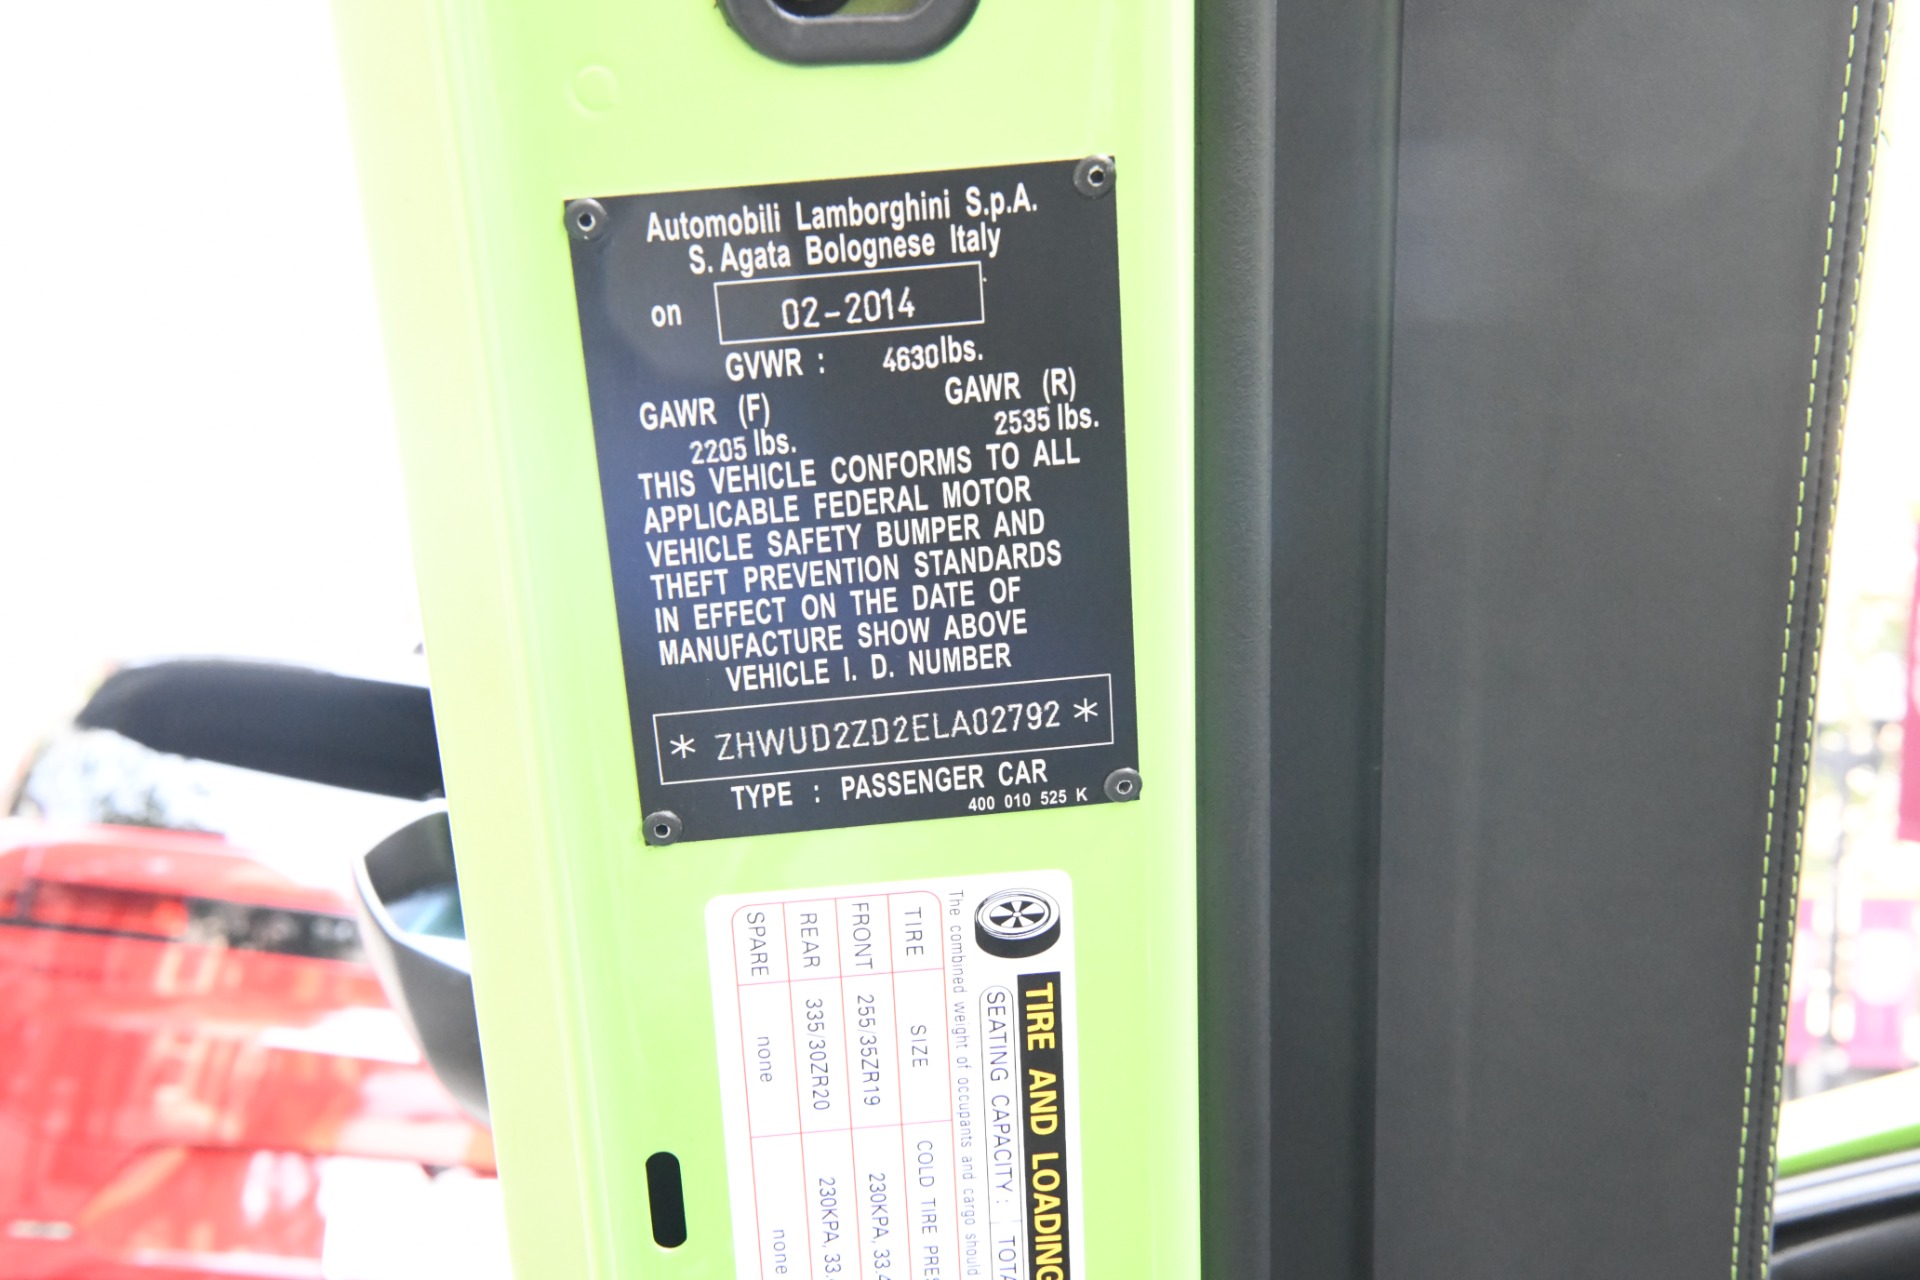 Automobili Lamborghini S.p.A.
S. Agata Bolognese Italy
on 02-2014
GVWR : 4630lbs.
GAWR (F) GAWR (R)
2205 lbs. 2535 lbs.
THIS VEHICLE CONFORMS TO ALL
APPLICABLE FEDERAL MOTOR
VEHICLE SAFETY BUMPER AND
THEFT PREVENTION STANDARDS
IN EFFECT ON THE DATE OF
MANUFACTURE SHOW ABOVE
VEHICLE I. D. NUMBER
* ZHWUD2ZD2ELA02792 *
TYPE : PASSENGER CAR
400 010 525 K
TIRE AND LOADING
SEATING CAPACITY :
The combined weight of occupants and cargo should
TIRE SIZE COLD TIRE
FRONT 255/35ZR19 230KPA,
REAR 335/30ZR20 230KPA,
SPARE none none